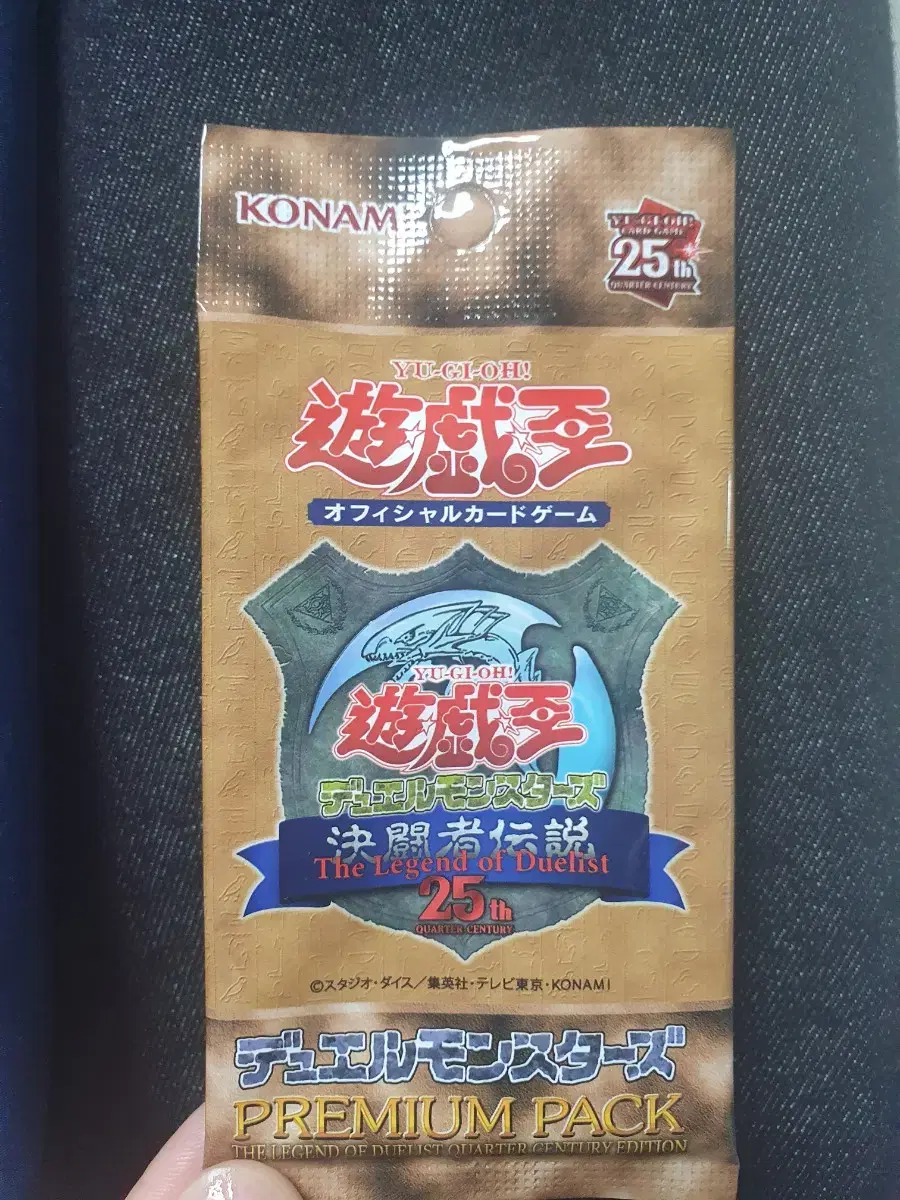 KONAMI
YU-GI-OH!
CARD GAME
25th
QUARTER CENTURY
YU-GI-OH!
遊戯王
オフィシャルカードゲーム
YU-GI-OH!
遊戯王
デュエルモンスターズ
決闘者伝説
The Legend of Duelist
25th
QUARTER CENTURY
©スタジオ・ダイス／集英社・テレビ東京・KONAMI
デュエルモンスターズ
PREMIUM PACK
THE LEGEND OF DUELIST QUARTER CENTURY EDITION